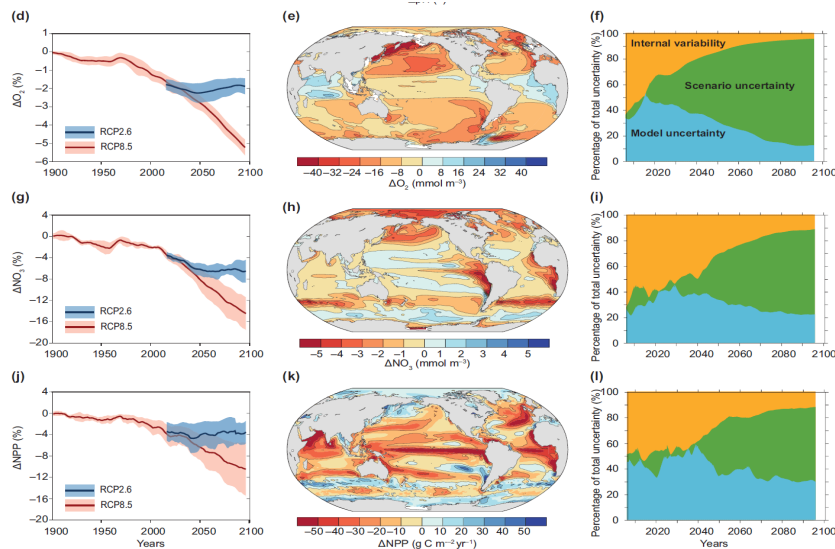 (d)
1
0
−1
−2
−3
−4
−5
−6
ΔO₂ (%)
RCP2.6
RCP8.5
1900 1950 2000 2050 2100
(e)
−40 −32 −24 −16 −8 0 8 16 24 32 40
ΔO₂ (mmol m⁻³)
(f)
100
80
60
40
20
0
Percentage of total uncertainty (%)
Internal variability
Scenario uncertainty
Model uncertainty
2020 2040 2060 2080 2100
(g)
4
0
−4
−8
−12
−16
−20
ΔNO₃ (%)
RCP2.6
RCP8.5
1900 1950 2000 2050 2100
(h)
−5 −4 −3 −2 −1 0 1 2 3 4 5
ΔNO₃ (mmol m⁻³)
(i)
100
80
60
40
20
0
Percentage of total uncertainty (%)
2020 2040 2060 2080 2100
(j)
4
0
−4
−8
−12
−16
−20
ΔNPP (%)
RCP2.6
RCP8.5
1900 1950 2000 2050 2100
Years
(k)
−50 −40 −30 −20 −10 0 10 20 30 40 50
ΔNPP (g C m⁻² yr⁻¹)
(l)
100
80
60
40
20
0
Percentage of total uncertainty (%)
2020 2040 2060 2080 2100
Years